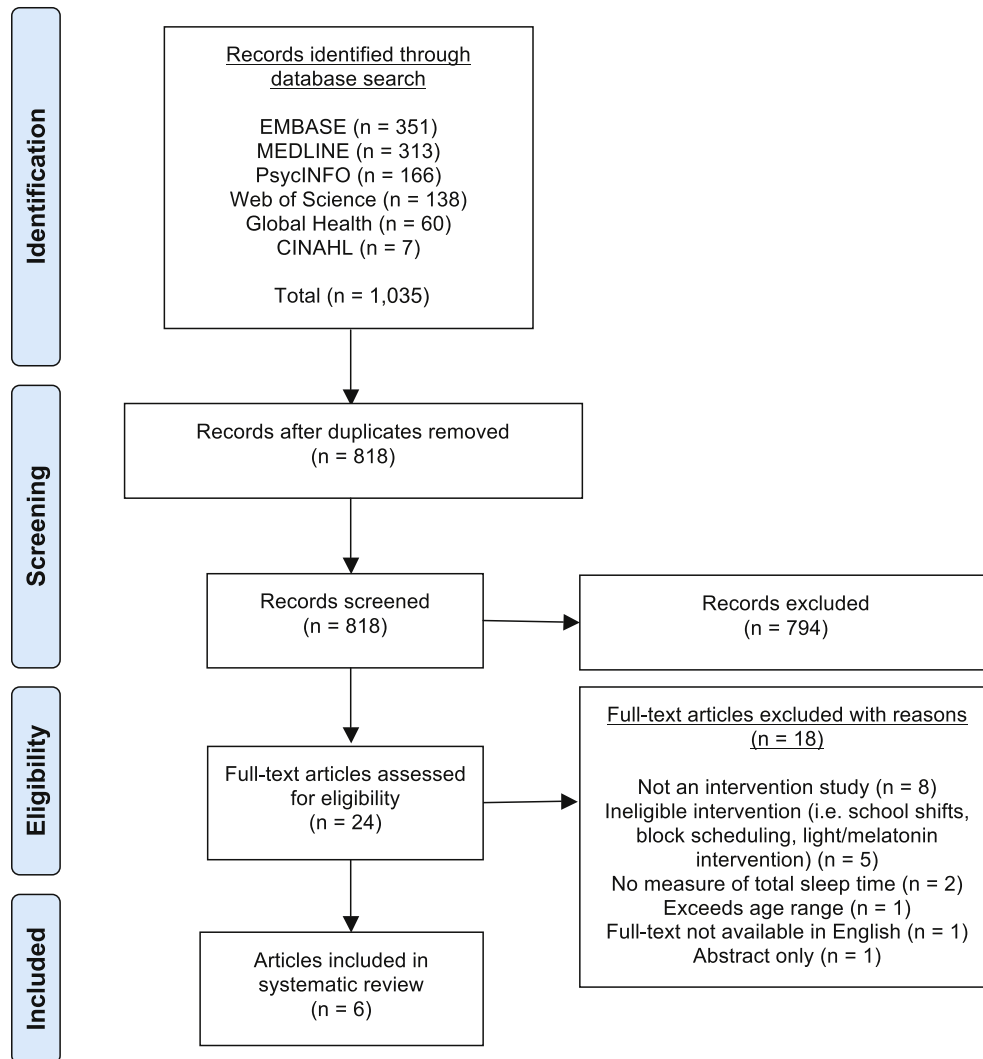 Identification
Records identified through
database search
EMBASE (n = 351)
MEDLINE (n = 313)
PsycINFO (n = 166)
Web of Science (n = 138)
Global Health (n = 60)
CINAHL (n = 7)
Total (n = 1,035)
Screening
Records after duplicates removed
(n = 818)
Records screened
(n = 818)
Records excluded
(n = 794)
Eligibility
Full-text articles assessed
for eligibility
(n = 24)
Full-text articles excluded with reasons
(n = 18)
Not an intervention study (n = 8)
Ineligible intervention (i.e. school shifts,
block scheduling, light/melatonin
intervention) (n = 5)
No measure of total sleep time (n = 2)
Exceeds age range (n = 1)
Full-text not available in English (n = 1)
Abstract only (n = 1)
Included
Articles included in
systematic review
(n = 6)